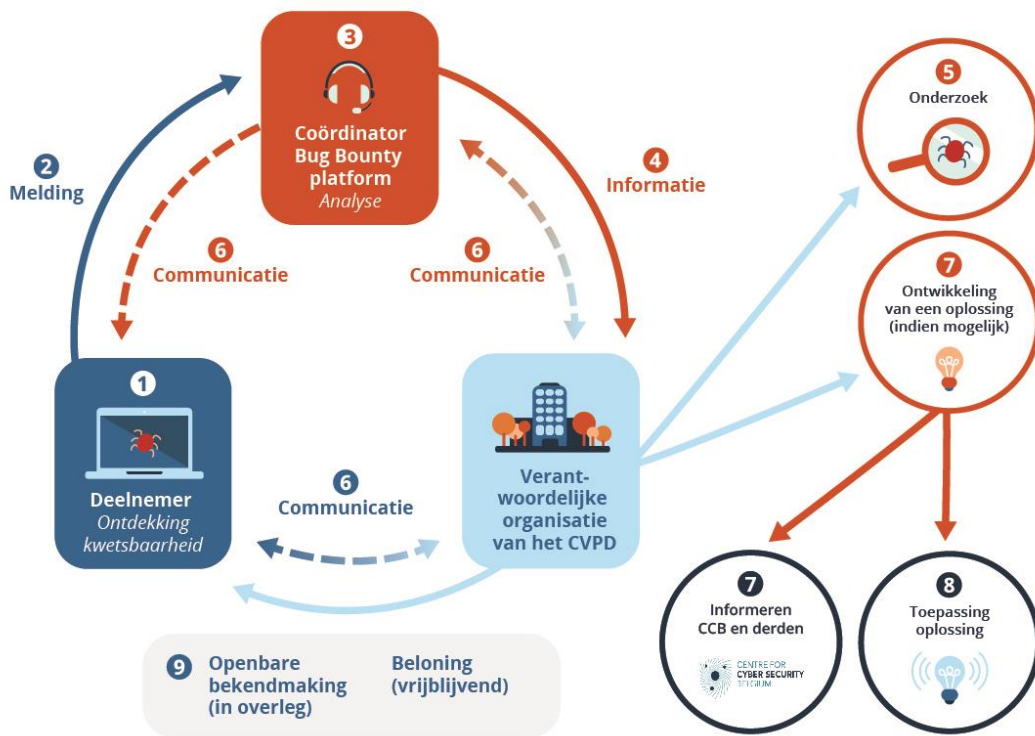 3
Coördinator
Bug Bounty
platform
Analyse
2
Melding
4
Informatie
6
Communicatie
6
Communicatie
1
Deelnemer
Ontdekking
kwetsbaarheid
6
Communicatie
Verant-
woordelijke
organisatie
van het CVPD
5
Onderzoek
7
Ontwikkeling
van een oplossing
(indien mogelijk)
7
Informeren
CCB en derden
CENTRE FOR
CYBER SECURITY
BELGIUM
8
Toepassing
oplossing
9
Openbare
bekendmaking
(in overleg)
Beloning
(vrijblijvend)